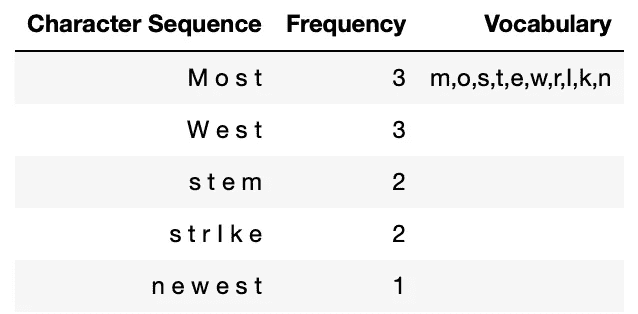 Character Sequence Frequency Vocabulary
M o s t 3 m,o,s,t,e,w,r,l,k,n
W e s t 3
s t e m 2
s t r I k e 2
n e w e s t 1